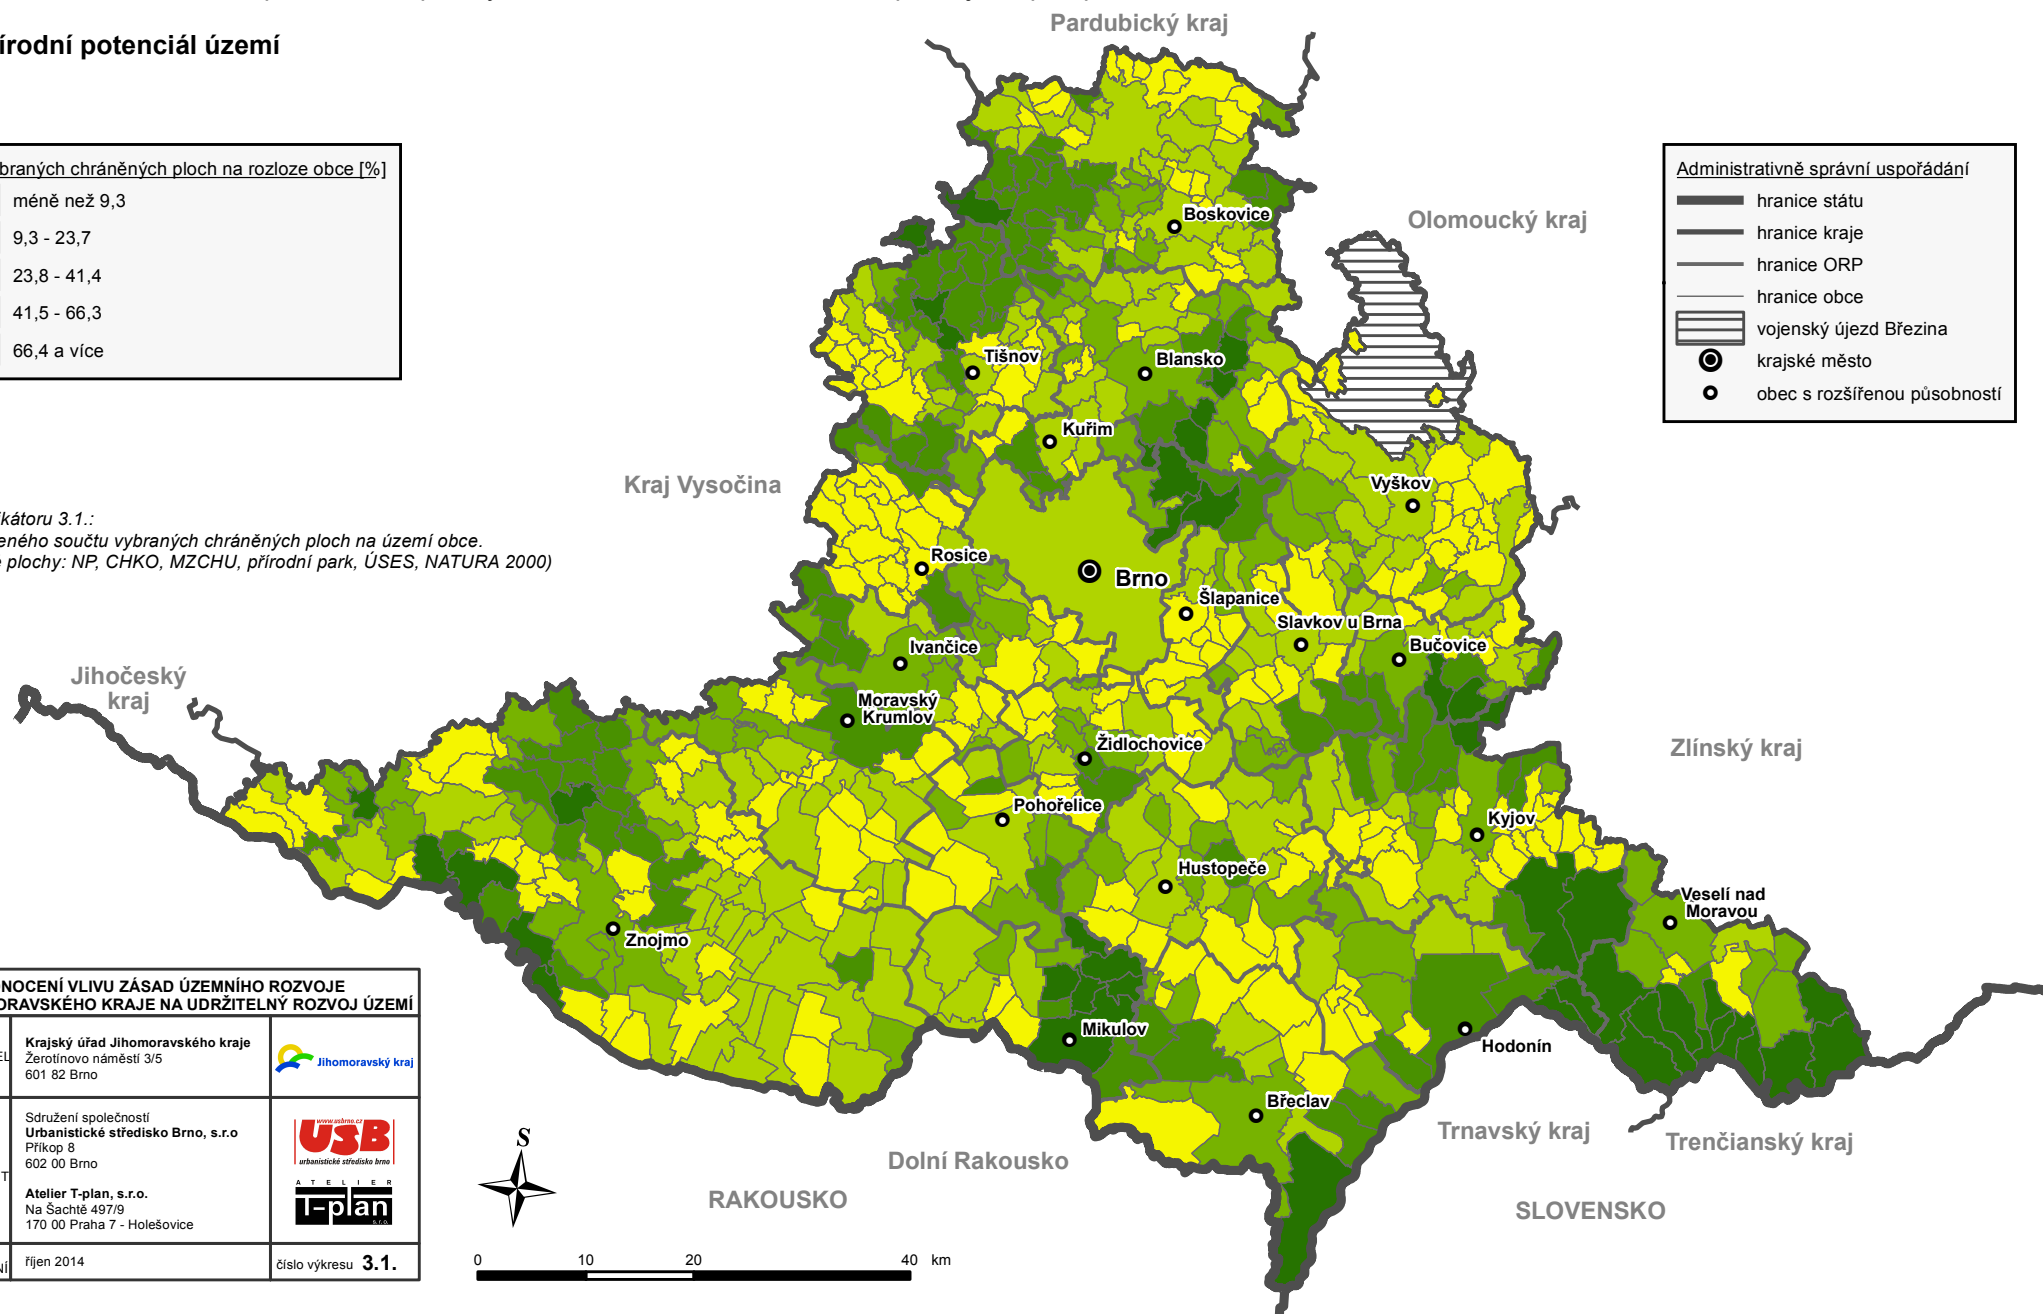 Pardubický kraj
írodní potenciál území
braných chráněných ploch na rozloze obce [%]
méně než 9,3
9,3 - 23,7
23,8 - 41,4
41,5 - 66,3
66,4 a více
Administrativně správní uspořádání
hranice státu
hranice kraje
hranice ORP
hranice obce
vojenský újezd Březina
krajské město
obec s rozšířenou působností
Olomoucký kraj
Boskovice
Tišnov
Blansko
Kuřim
Kraj Vysočina
Vyškov
ikátoru 3.1.:
eného součtu vybraných chráněných ploch na území obce.
é plochy: NP, CHKO, MZCHU, přírodní park, ÚSES, NATURA 2000)
Rosice
Brno
Šlapanice
Slavkov u Brna
Bučovice
Ivančice
Jihočeský
kraj
Moravský
Krumlov
Židlochovice
Zlínský kraj
Pohořelice
Kyjov
Hustopeče
Veselí nad
Moravou
Znojmo
Mikulov
Hodonín
Břeclav
Trnavský kraj
Trenčianský kraj
Dolní Rakousko
RAKOUSKO
SLOVENSKO
NOCENÍ VLIVU ZÁSAD ÚZEMNÍHO ROZVOJE
ORAVSKÉHO KRAJE NA UDRŽITELNÝ ROZVOJ ÚZEMÍ
EL
Krajský úřad Jihomoravského kraje
Žerotínovo náměstí 3/5
601 82 Brno
Jihomoravský kraj
Sdružení společností
Urbanistické středisko Brno, s.r.o
Příkop 8
602 00 Brno
T
Atelier T-plan, s.r.o.
Na Šachtě 497/9
170 00 Praha 7 - Holešovice
www.usbrno.cz
USB
urbanistické středisko brno
ATELIER
T-plan
s.r.o.
NÍ
říjen 2014
číslo výkresu 3.1.
S
0 10 20 40 km